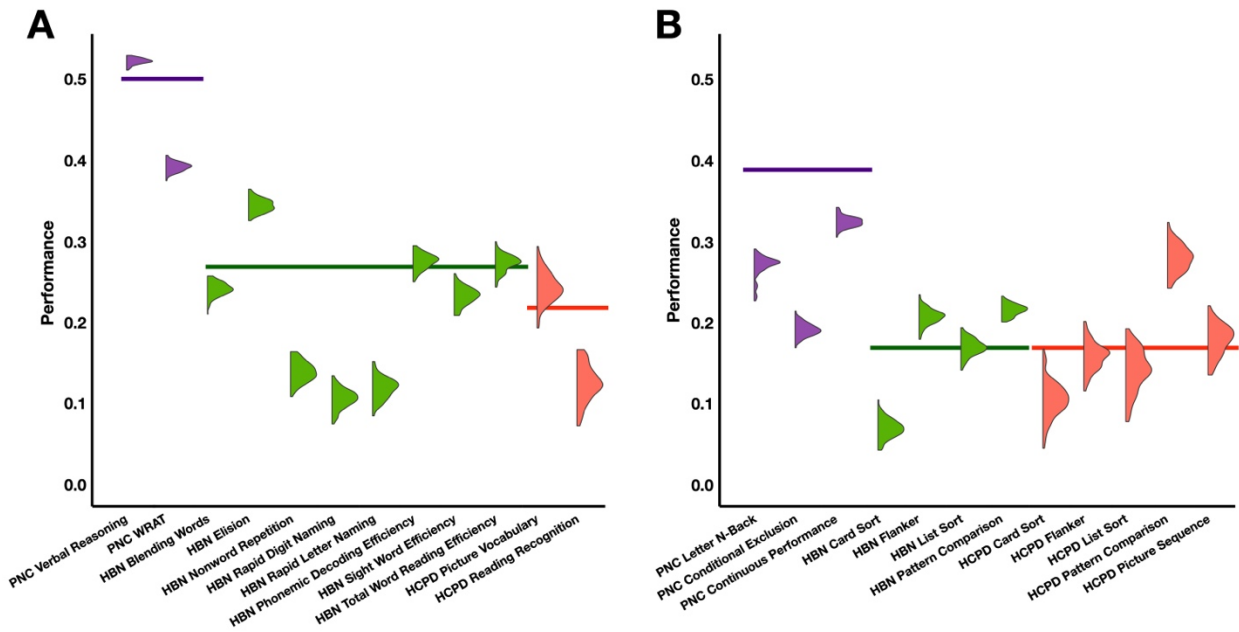 A
Performance
0.5
0.4
0.3
0.2
0.1
0.0
PNC Verbal Reasoning
PNC WRAT
HBN Blending Words
HBN Elision
HBN Nonword Repetition
HBN Rapid Digit Naming
HBN Rapid Letter Naming
HBN Phonemic Decoding Efficiency
HBN Sight Word Efficiency
HBN Total Word Reading Efficiency
HCPD Picture Vocabulary
HCPD Reading Recognition
B
Performance
0.5
0.4
0.3
0.2
0.1
0.0
PNC Letter N-Back
PNC Conditional Exclusion
PNC Continuous Performance
HBN Card Sort
HBN Flanker
HBN List Sort
HBN Pattern Comparison
HCPD Card Sort
HCPD Flanker
HCPD List Sort
HCPD Pattern Comparison
HCPD Picture Sequence